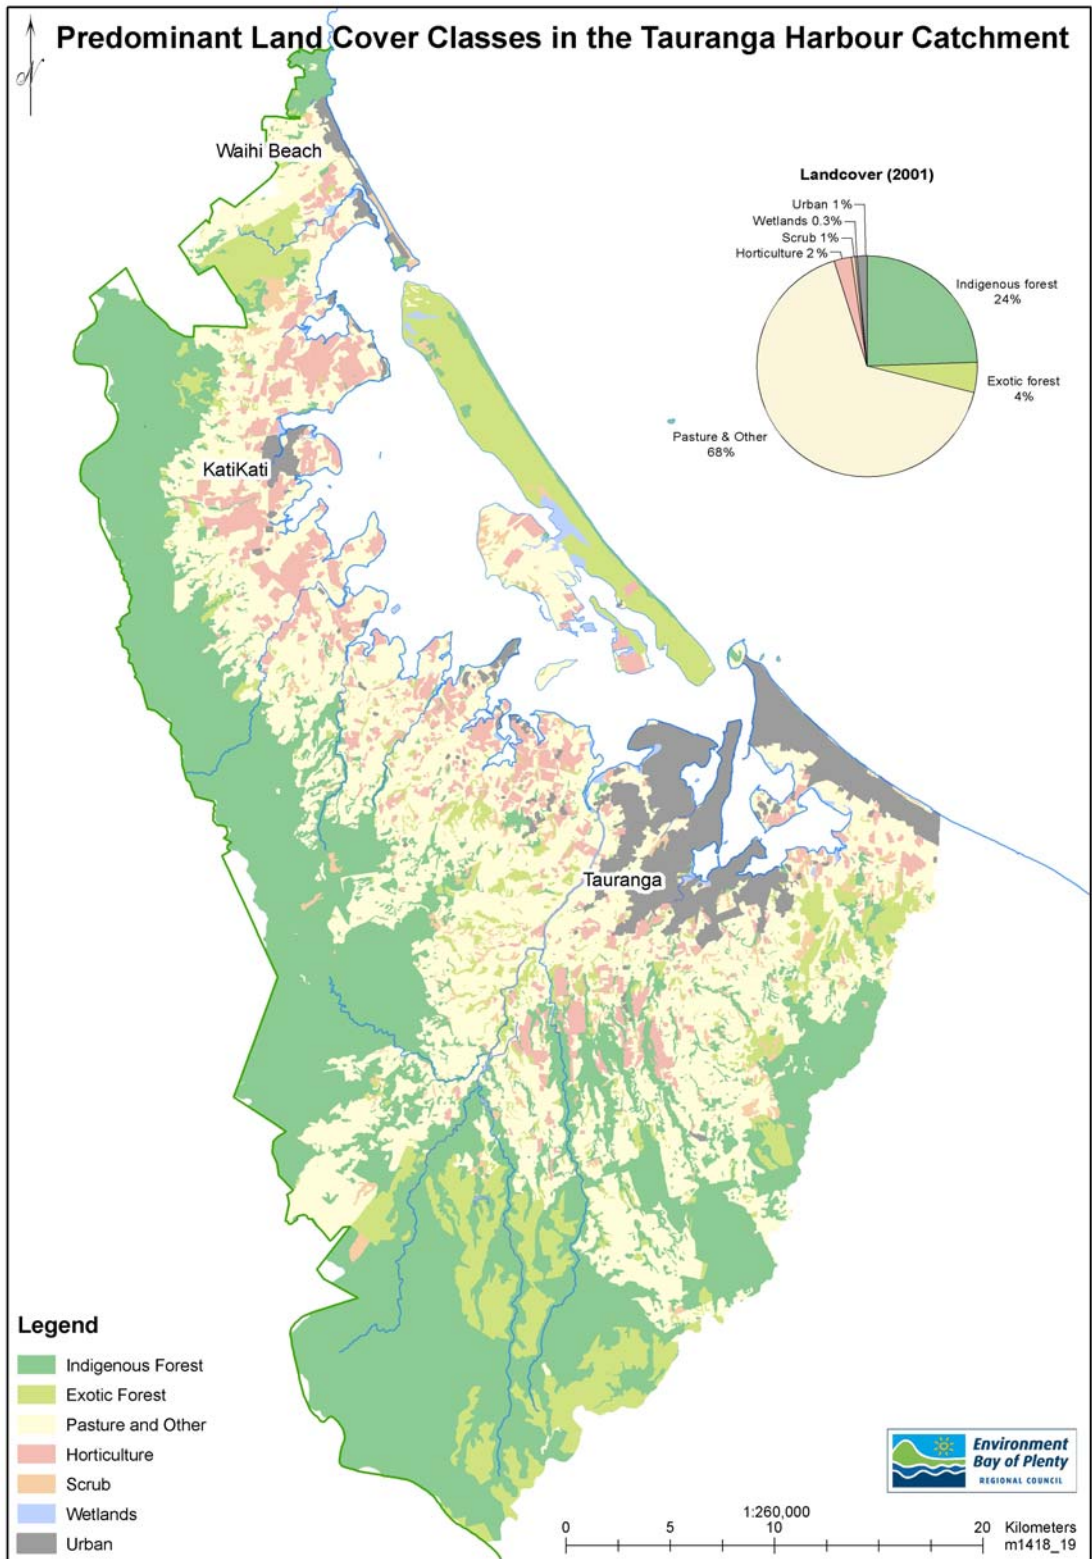 Predominant Land Cover Classes in the Tauranga Harbour Catchment
N
Waihi Beach
Landcover (2001)
Urban 1%
Wetlands 0.3%
Scrub 1%
Horticulture 2 %
Indigenous forest
24%
Exotic forest
4%
Pasture & Other
68%
KatiKati
Tauranga
Legend
Indigenous Forest
Exotic Forest
Pasture and Other
Horticulture
Scrub
Wetlands
Urban
Environment
Bay of Plenty
REGIONAL COUNCIL
1:260,000
0 5 10 20 Kilometers
m1418_19